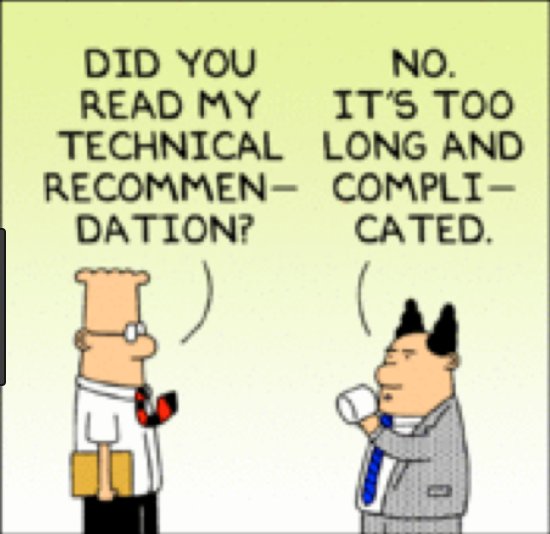 DID YOU
READ MY
TECHNICAL
RECOMMEN–
DATION?
NO.
IT'S TOO
LONG AND
COMPLI–
CATED.